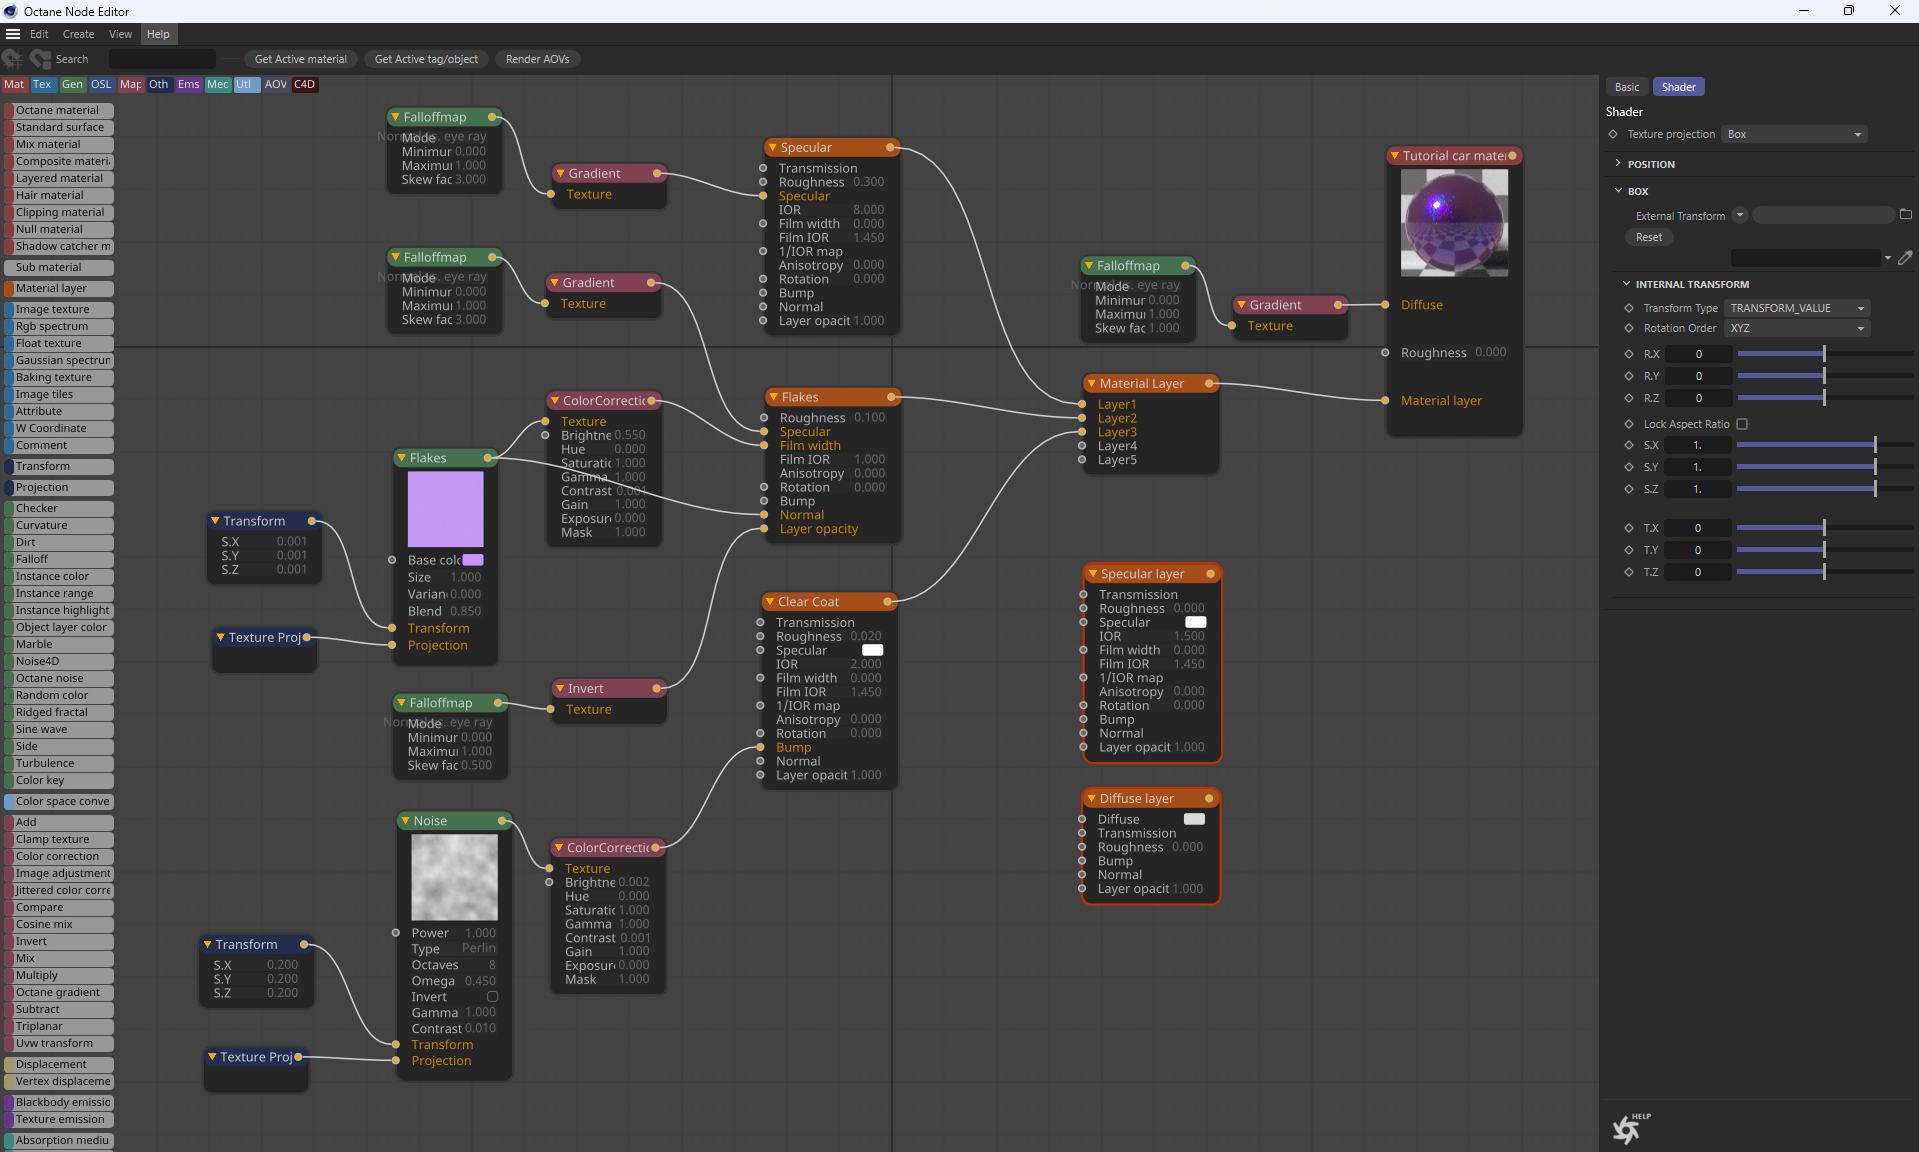 Octane Node Editor
Edit Create View Help
Search Get Active material Get Active tag/object Render AOVs
Mat Tex Gen OSL Map Oth Ems Mec Utl AOV C4D
Octane material
Standard surface
Mix material
Composite materi
Layered material
Hair material
Clipping material
Null material
Shadow catcher m
Sub material
Material layer
Image texture
Rgb spectrum
Float texture
Gaussian spectrun
Baking texture
Image tiles
Attribute
W Coordinate
Comment
Transform
Projection
Checker
Curvature
Dirt
Falloff
Instance color
Instance range
Instance highlight
Object layer color
Marble
Noise4D
Octane noise
Random color
Ridged fractal
Sine wave
Side
Turbulence
Color key
Color space conve
Add
Clamp texture
Color correction
Image adjustment
Jittered color corre
Compare
Cosine mix
Invert
Mix
Multiply
Octane gradient
Subtract
Triplanar
Uvw transform
Displacement
Vertex displaceme
Blackbody emissio
Texture emission
Absorption mediu
Falloffmap
Mode Normal vs. eye ray
Minimur 0.000
Maximu 1.000
Skew fac 3.000
Gradient
Texture
Falloffmap
Mode Normal vs. eye ray
Minimur 0.000
Maximu 1.000
Skew fac 3.000
Gradient
Texture
Specular
Transmission
Roughness 0.300
Specular
IOR 8.000
Film width 0.000
Film IOR 1.450
1/IOR map
Anisotropy 0.000
Rotation 0.000
Bump
Normal
Layer opacit 1.000
ColorCorrectic
Texture
Brightne 0.550
Hue 0.000
Saturatic 1.000
Gamma 1.000
Contrast 0.001
Gain 1.000
Exposure 0.000
Mask 1.000
Flakes
Base colc
Size 1.000
Varian 0.000
Blend 0.850
Transform
Projection
Transform
S.X 0.001
S.Y 0.001
S.Z 0.001
Texture Proj
Flakes
Roughness 0.100
Specular
Film width
Film IOR 1.000
Anisotropy 0.000
Rotation 0.000
Bump
Normal
Layer opacity
Falloffmap
Mode Normal vs. eye ray
Minimur 0.000
Maximu 1.000
Skew fac 0.500
Invert
Texture
Clear Coat
Transmission
Roughness 0.020
Specular
IOR 2.000
Film width 0.000
Film IOR 1.450
1/IOR map
Anisotropy 0.000
Rotation 0.000
Bump
Normal
Layer opacit 1.000
Noise
Power 1.000
Type Perlin
Octaves 8
Omega 0.450
Invert
Gamma 1.000
Contrast 0.010
Transform
Projection
ColorCorrectic
Texture
Brightne 0.002
Hue 0.000
Saturatic 1.000
Gamma 1.000
Contrast 0.001
Gain 1.000
Exposure 0.000
Mask 1.000
Transform
S.X 0.200
S.Y 0.200
S.Z 0.200
Texture Proj
Falloffmap
Mode Normal vs. eye ray
Minimur 0.000
Maximu 1.000
Skew fac 1.000
Gradient
Texture
Material Layer
Layer1
Layer2
Layer3
Layer4
Layer5
Tutorial car mater
Diffuse
Roughness 0.000
Material layer
Specular layer
Transmission
Roughness 0.000
Specular
IOR 1.500
Film width 0.000
Film IOR 1.450
1/IOR map
Anisotropy 0.000
Rotation 0.000
Bump
Normal
Layer opacit 1.000
Diffuse layer
Diffuse
Transmission
Roughness 0.000
Bump
Normal
Layer opacit 1.000
Basic Shader
Shader
Texture projection Box
POSITION
BOX
External Transform
Reset
INTERNAL TRANSFORM
Transform Type TRANSFORM_VALUE
Rotation Order XYZ
R.X 0
R.Y 0
R.Z 0
Lock Aspect Ratio
S.X 1.
S.Y 1.
S.Z 1.
T.X 0
T.Y 0
T.Z 0
HELP